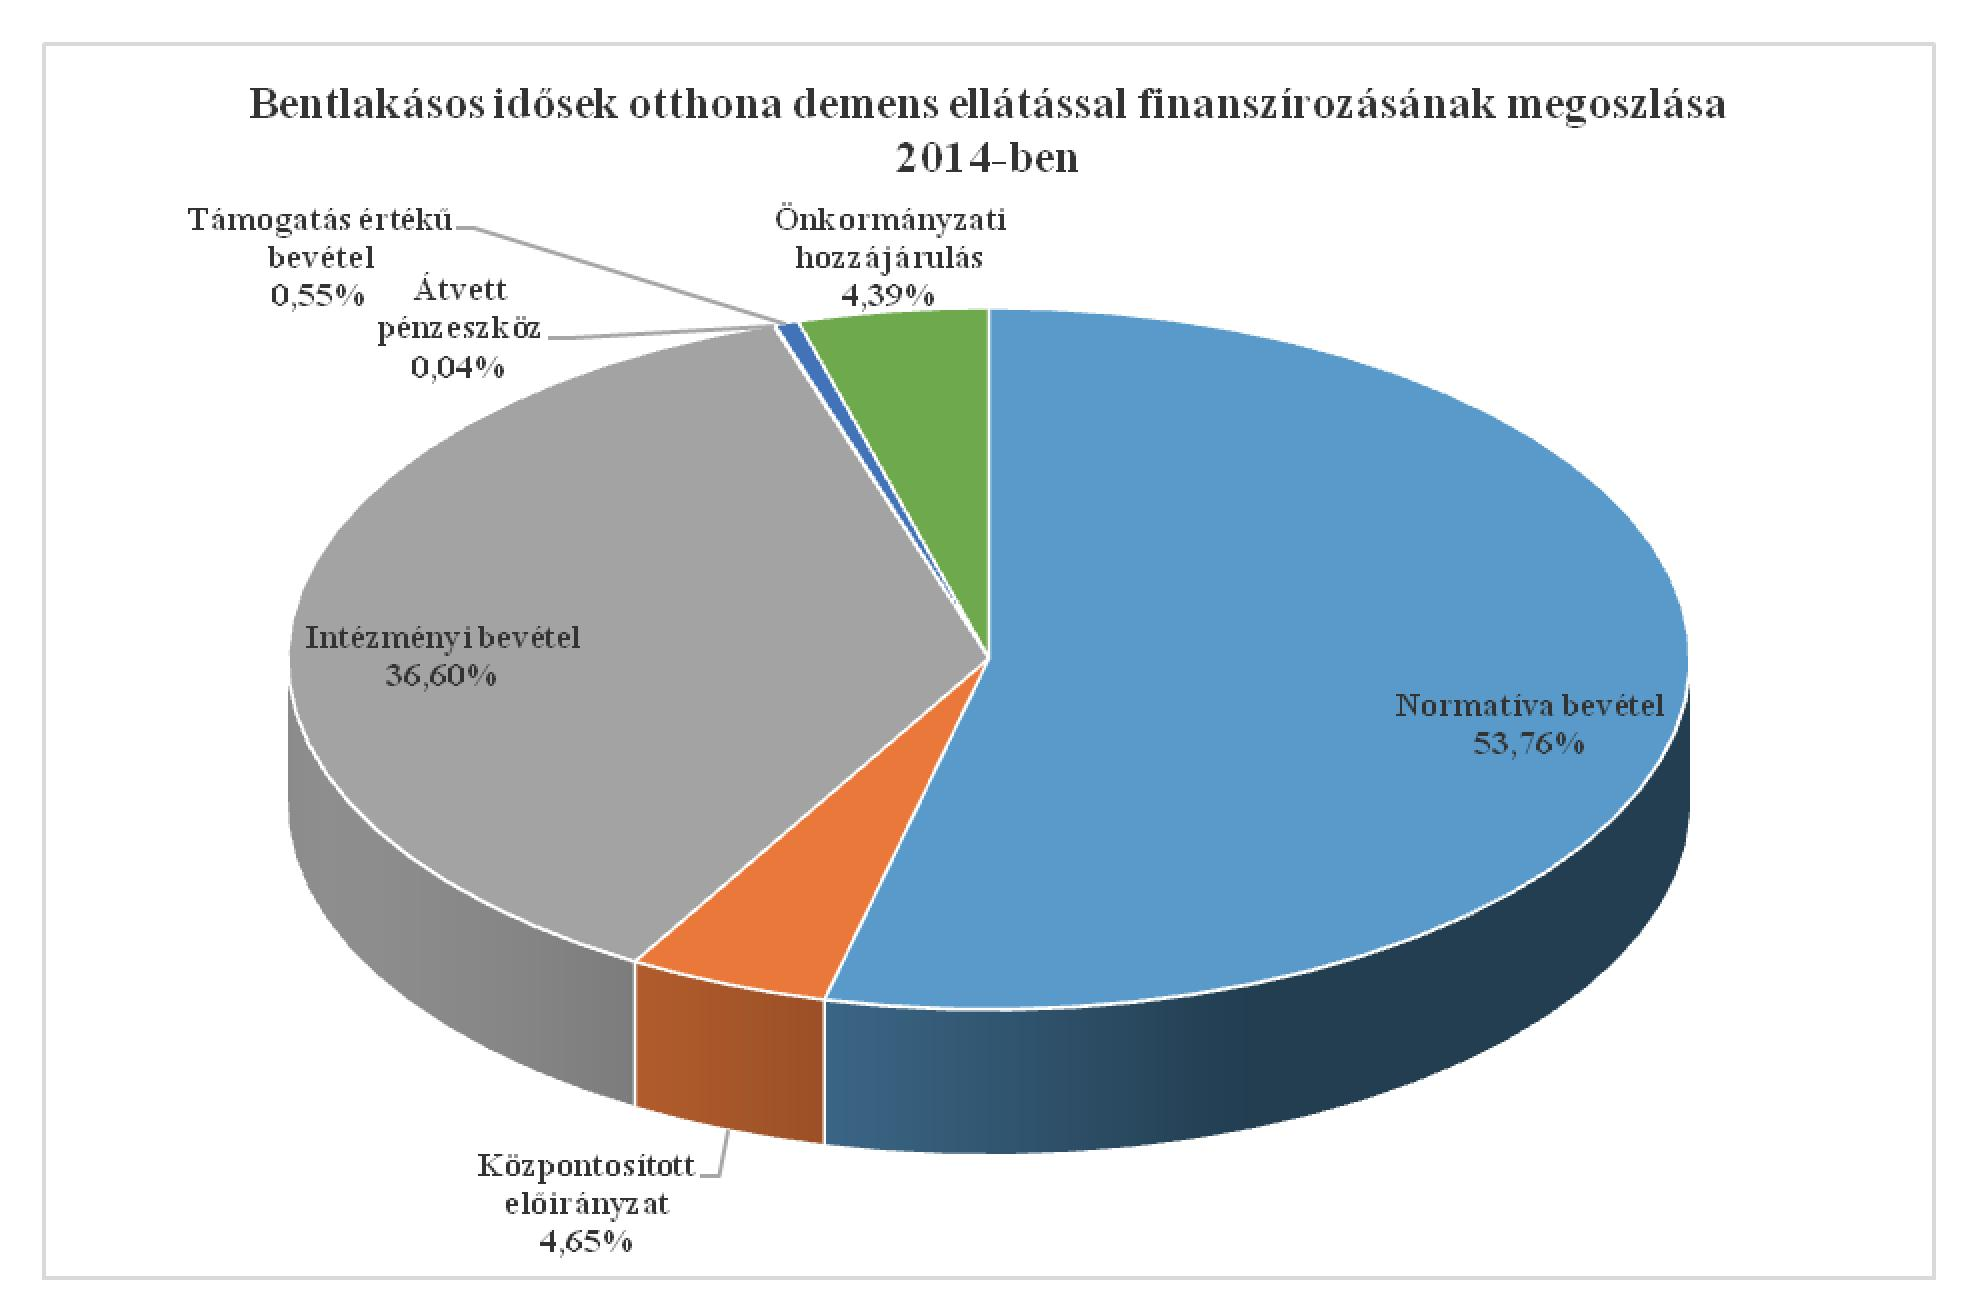 Bentlakásos idősek otthona demens ellátással finanszírozásának megoszlása
2014-ben
Támogatás értékű
bevétel
0,55%
Átvett
pénzeszköz
0,04%
Önkormányzati
hozzájárulás
4,39%
Intézményi bevétel
36,60%
Normatíva bevétel
53,76%
Központosított
előirányzat
4,65%